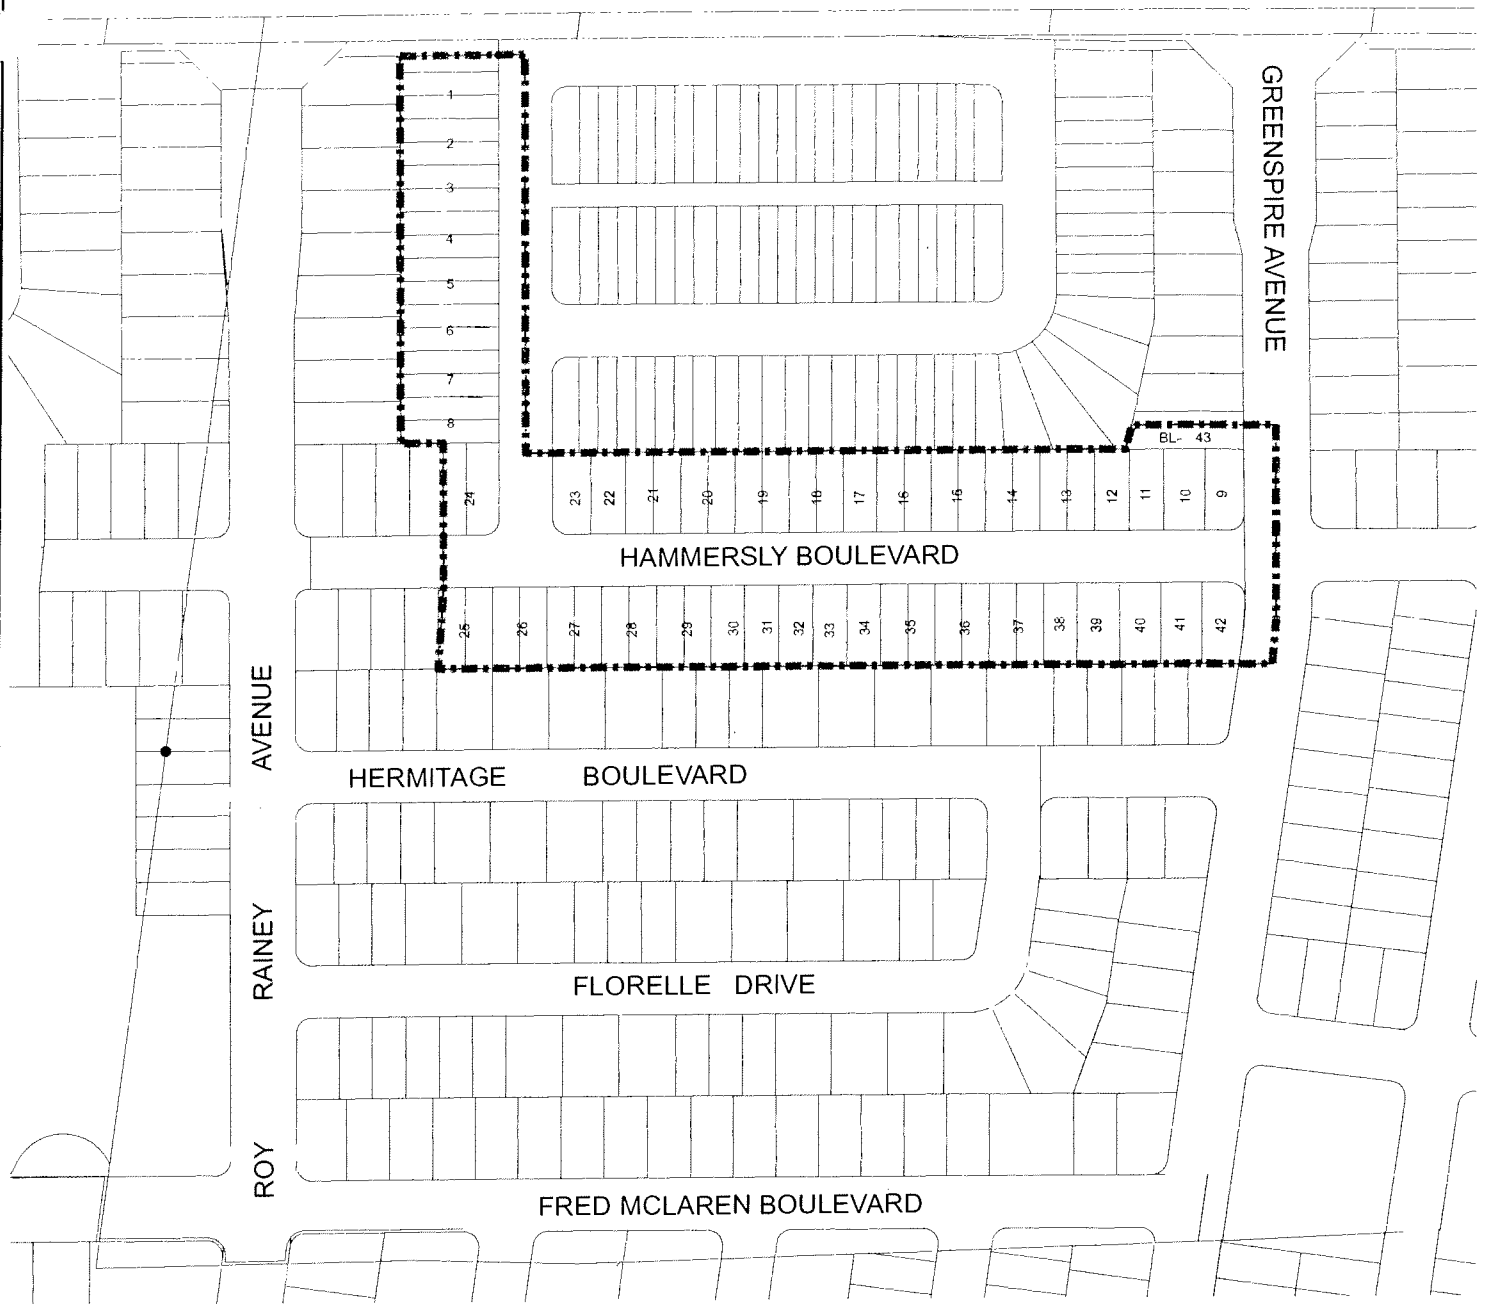 GREENSPIRE AVENUE
1
2
3
4
5
6
7
8
BL- 43
24
23 22 21 20 19 18 17 16 15 14 13 12 11 10 9
HAMMERSLY BOULEVARD
25 26 27 28 29 30 31 32 33 34 35 36 37 38 39 40 41 42
HERMITAGE BOULEVARD
FLORELLE DRIVE
ROY RAINEY AVENUE
FRED MCLAREN BOULEVARD